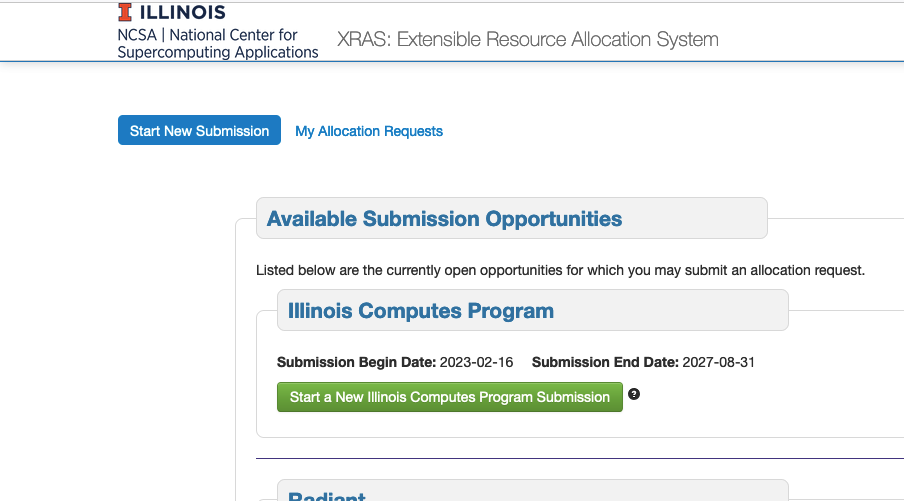 ILLINOIS
NCSA | National Center for
Supercomputing Applications
XRAS: Extensible Resource Allocation System
Start New Submission
My Allocation Requests
Available Submission Opportunities
Listed below are the currently open opportunities for which you may submit an allocation request.
Illinois Computes Program
Submission Begin Date: 2023-02-16 Submission End Date: 2027-08-31
Start a New Illinois Computes Program Submission ?
Radiant